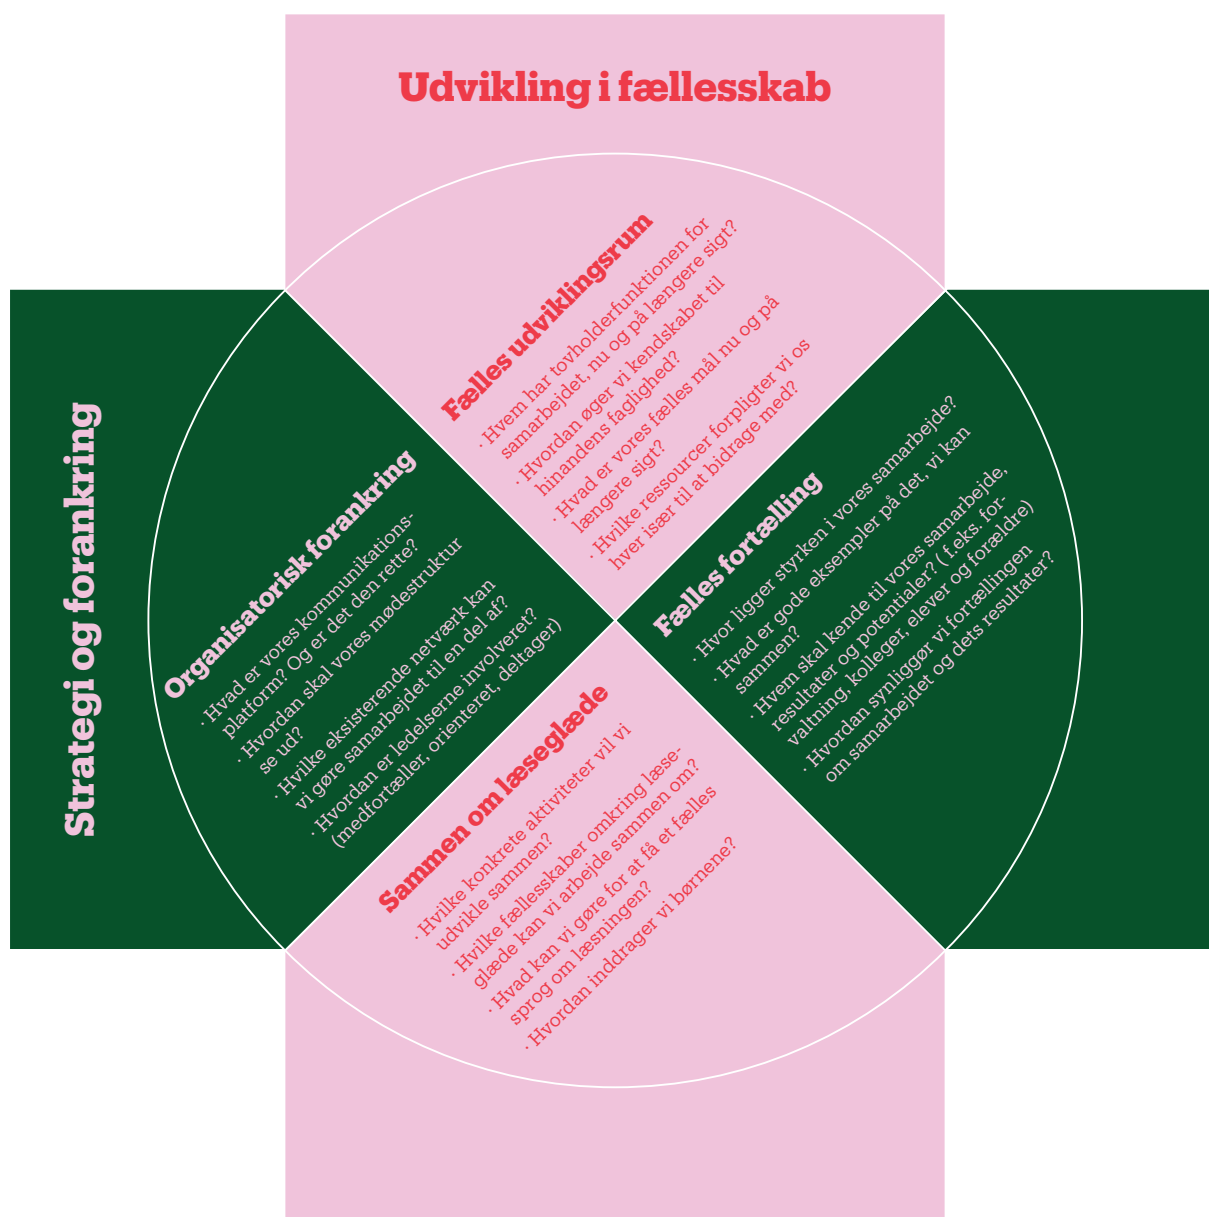 Udvikling i fællesskab
Strategi og forankring
Fælles udviklingsrum
· Hvem har tovholderfunktionen for
samarbejdet, nu og på længere sigt?
· Hvordan øger vi kendskabet til
hinandens faglighed?
· Hvad er vores fælles mål nu og på
længere sigt?
· Hvilke ressourcer forpligter vi os
hver især til at bidrage med?
Organisatorisk forankring
· Hvad er vores kommunikations-
platform? Og er det den rette?
· Hvordan skal vores mødestruktur
se ud?
· Hvilke eksisterende netværk kan
vi gøre samarbejdet til en del af?
· Hvordan er ledelserne involveret?
(medfortæller, orienteret, deltager)
Fælles fortælling
· Hvor ligger styrken i vores samarbejde?
· Hvad er gode eksempler på det, vi kan
sammen?
· Hvem skal kende til vores samarbejde,
resultater og potentialer? ( f.eks. for-
valtning, kolleger, elever og forældre)
· Hvordan synliggør vi fortællingen
om samarbejdet og dets resultater?
Sammen om læseglæde
· Hvilke konkrete aktiviteter vil vi
udvikle sammen?
· Hvilke fællesskaber omkring læse-
glæde kan vi arbejde sammen om?
· Hvad kan vi gøre for at få et fælles
sprog om læsningen?
· Hvordan inddrager vi børnene?